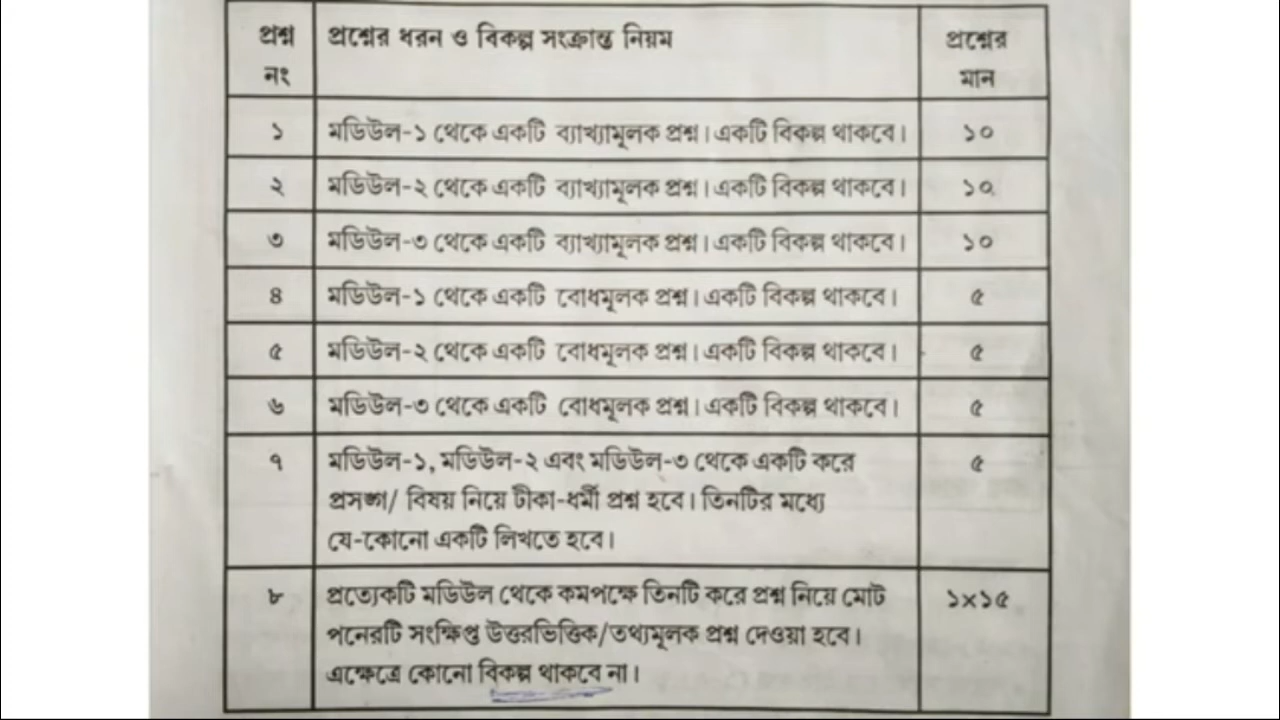 প্রশ্ন প্রশ্নের ধরন ও বিকল্প সংক্রান্ত নিয়ম প্রশ্নের
নং মান
১ মডিউল-১ থেকে একটি ব্যাখ্যামূলক প্রশ্ন। একটি বিকল্প থাকবে। ১০
২ মডিউল-২ থেকে একটি ব্যাখ্যামূলক প্রশ্ন। একটি বিকল্প থাকবে। ১০
৩ মডিউল-৩ থেকে একটি ব্যাখ্যামূলক প্রশ্ন। একটি বিকল্প থাকবে। ১০
৪ মডিউল-১ থেকে একটি বোধমূলক প্রশ্ন। একটি বিকল্প থাকবে। ৫
৫ মডিউল-২ থেকে একটি বোধমূলক প্রশ্ন। একটি বিকল্প থাকবে। ৫
৬ মডিউল-৩ থেকে একটি বোধমূলক প্রশ্ন। একটি বিকল্প থাকবে। ৫
৭ মডিউল-১, মডিউল-২ এবং মডিউল-৩ থেকে একটি করে ৫
প্রসঙ্গ/ বিষয় নিয়ে টীকা-ধর্মী প্রশ্ন হবে। তিনটির মধ্যে
যে-কোনো একটি লিখতে হবে।
৮ প্রত্যেকটি মডিউল থেকে কমপক্ষে তিনটি করে প্রশ্ন নিয়ে মোট ১×১৫
পনেরটি সংক্ষিপ্ত উত্তরভিত্তিক/তথ্যমূলক প্রশ্ন দেওয়া হবে।
এক্ষেত্রে কোনো বিকল্প থাকবে না।